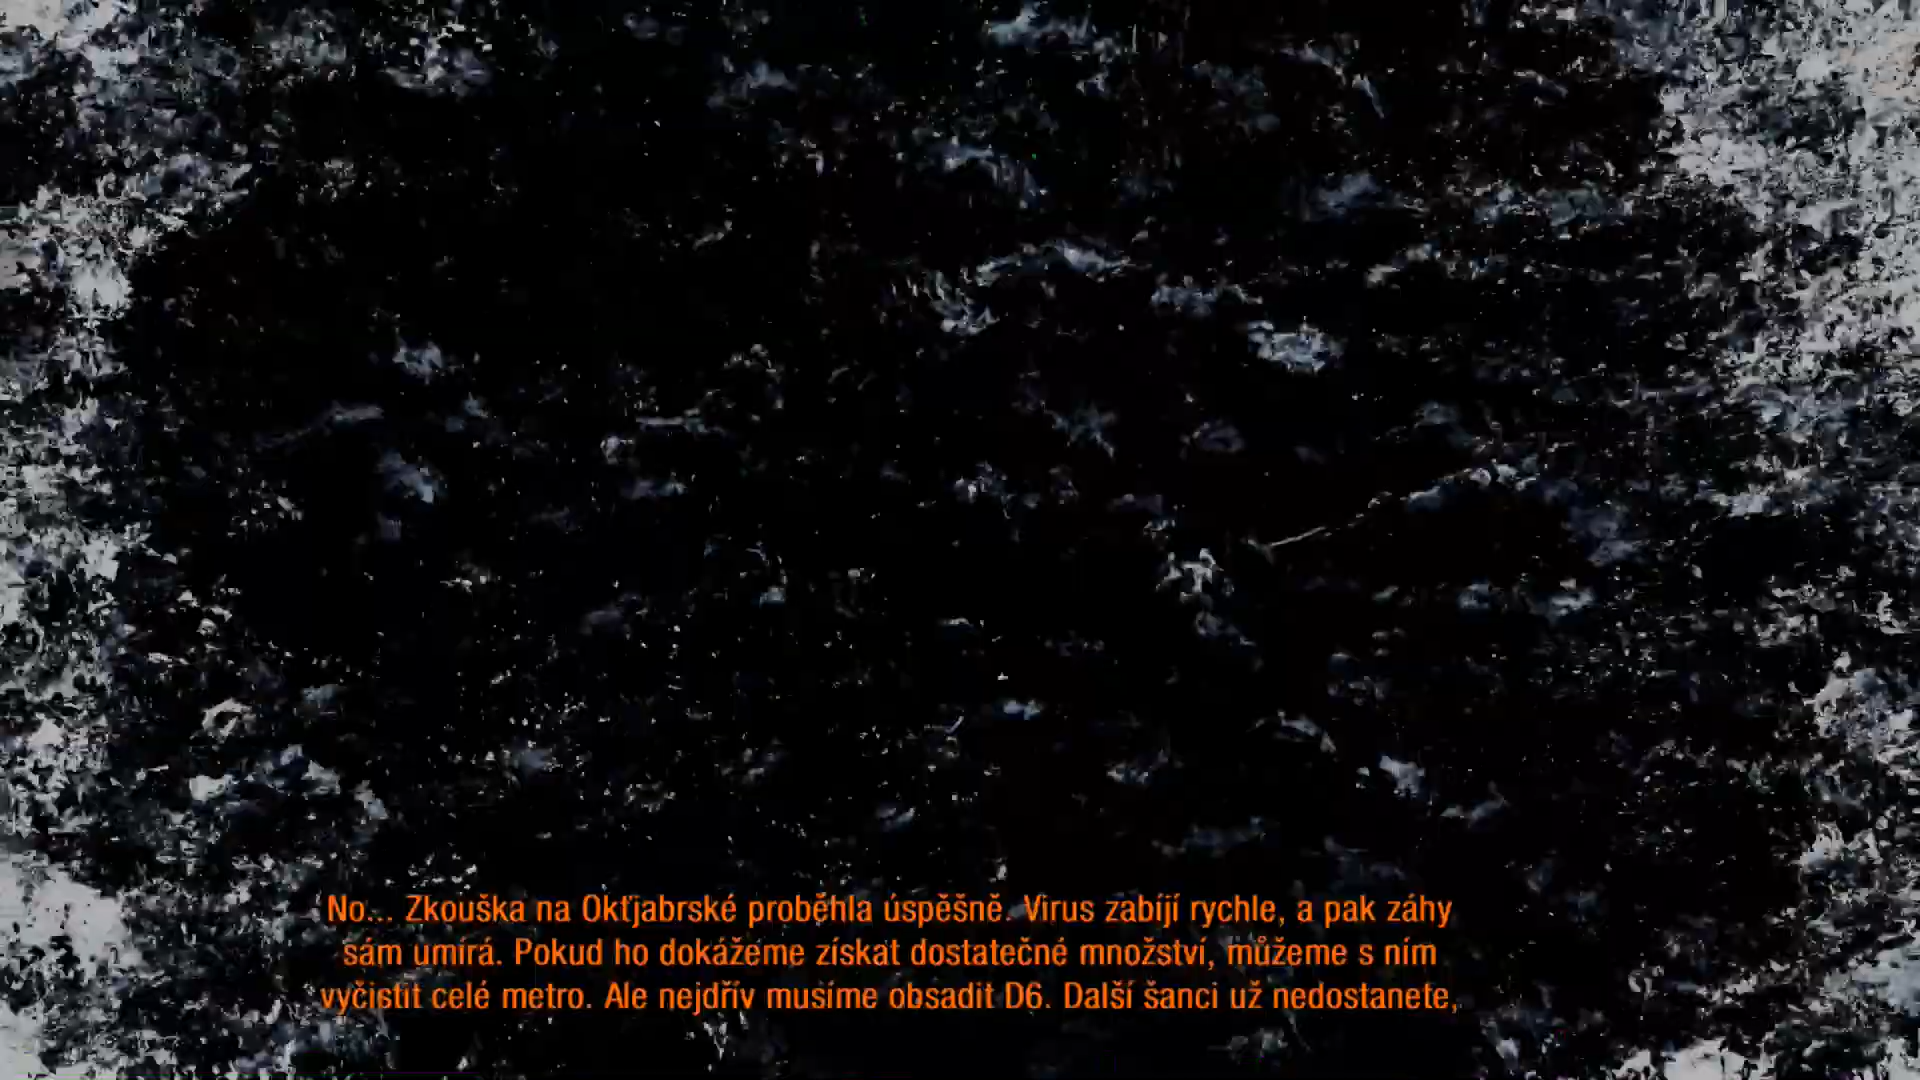 No... Zkouška na Okťjabrské proběhla úspěšně. Virus zabíjí rychle, a pak záhy
sám umírá. Pokud ho dokážeme získat dostatečné množství, můžeme s ním
vyčistit celé metro. Ale nejdřív musíme obsadit D6. Další šanci už nedostanete,